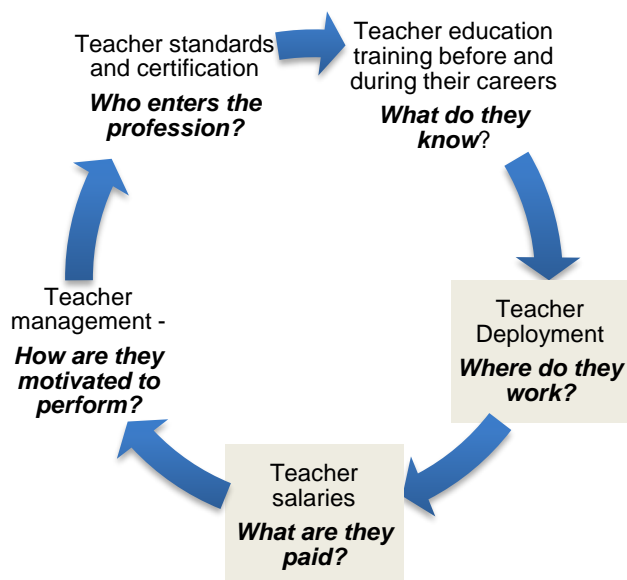 Teacher standards
and certification
Who enters the
profession?
Teacher education
training before and
during their careers
What do they
know?
Teacher
Deployment
Where do they
work?
Teacher
salaries
What are they
paid?
Teacher
management -
How are they
motivated to
perform?